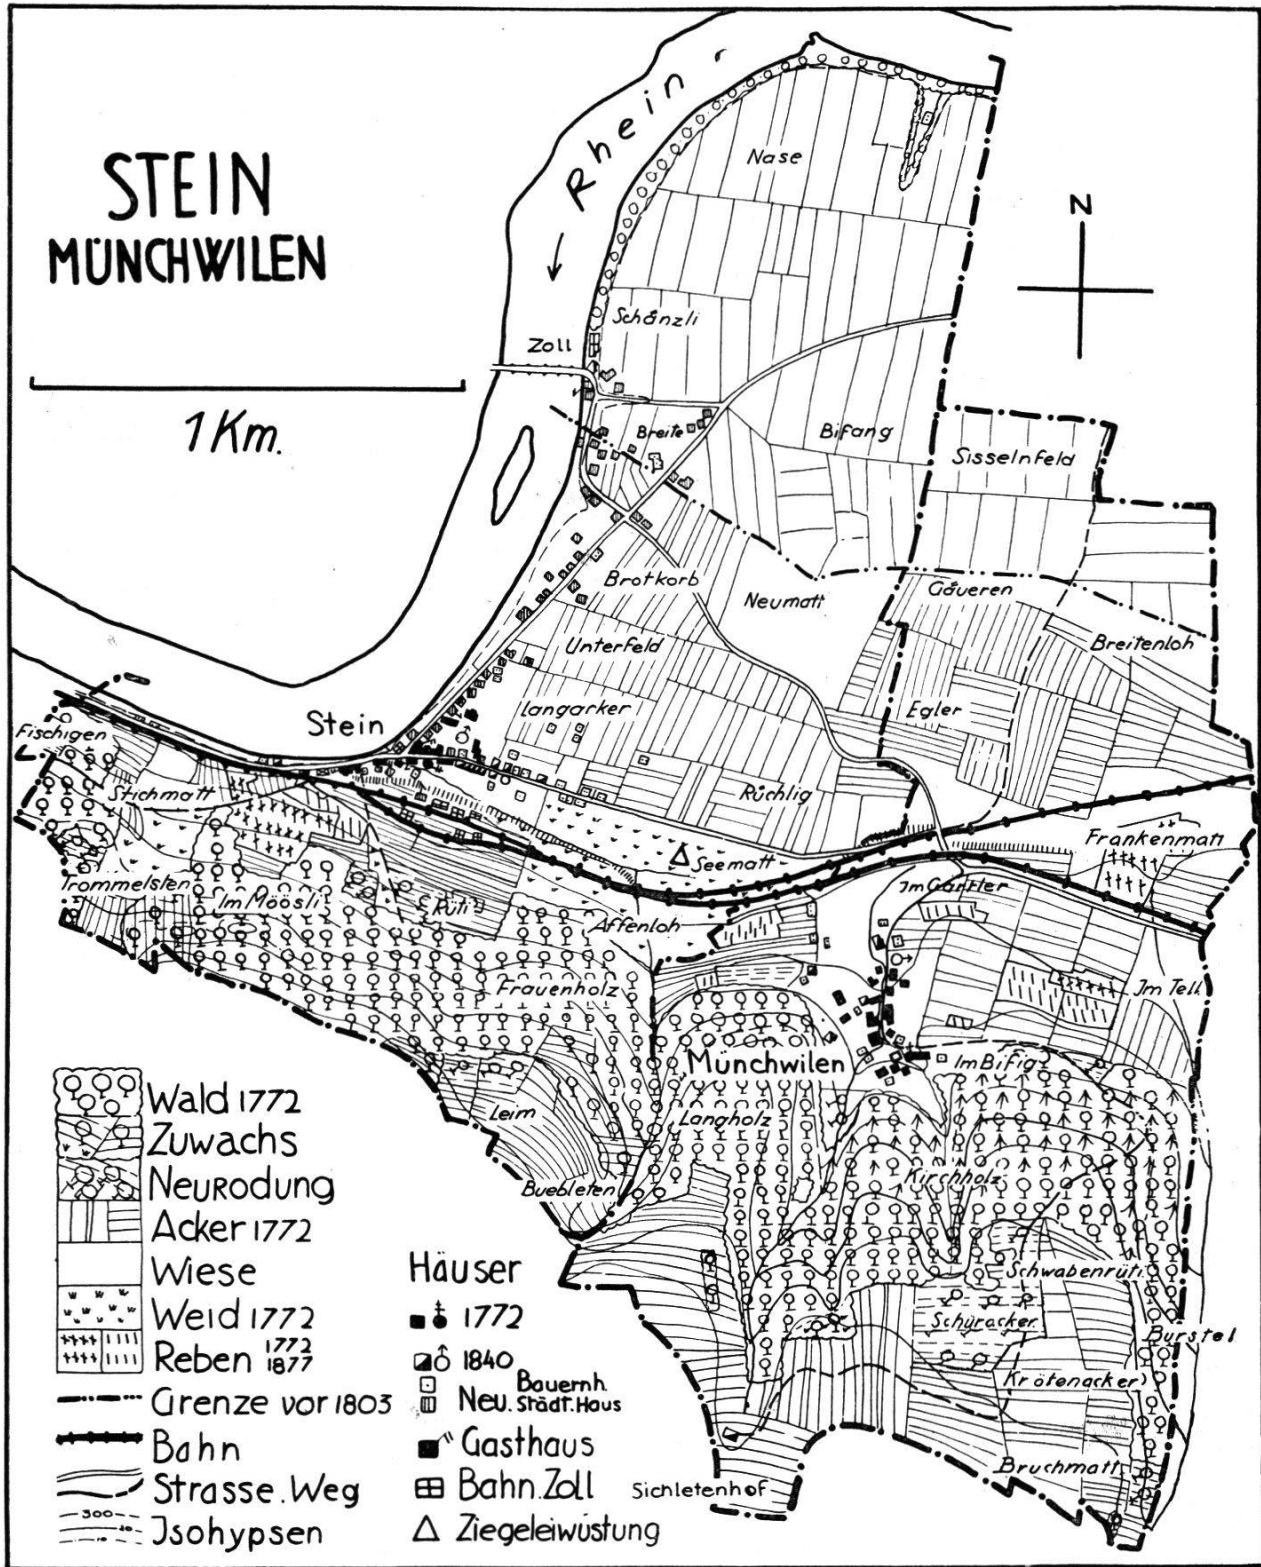 STEIN
MÜNCHWILEN
1 Km.
Rhein
N
Nase
Schänzli
Zoll
Breite
Bifang
Sisselnfeld
Brotkorb
Neumatt
Gäueren
Unterfeld
Breitenloh
Langarker
Egler
Stein
Fischigen
Stichmatt
Rüchlig
Seematt
Frankenmatt
Trommelsten
Im Möösli
Rüti
Im Gärtler
Affenloh
Frauenholz
Im Tell
Münchwilen
Im Bifig
Leim
Langholz
Buebleten
Kirchholz
Schwabenrüti
Schüracker
Burstel
Krötenacker
Bruchmatt
Sichletenhof
Wald 1772
Zuwachs
Neurodung
Acker 1772
Wiese
Weid 1772
Reben 1772 1877
Grenze vor 1803
Bahn
Strasse. Weg
300
Isohypsen
Häuser
1772
1840
Neu. Bauernh. Städt. Haus
Gasthaus
Bahn. Zoll
Ziegeleiwüstung